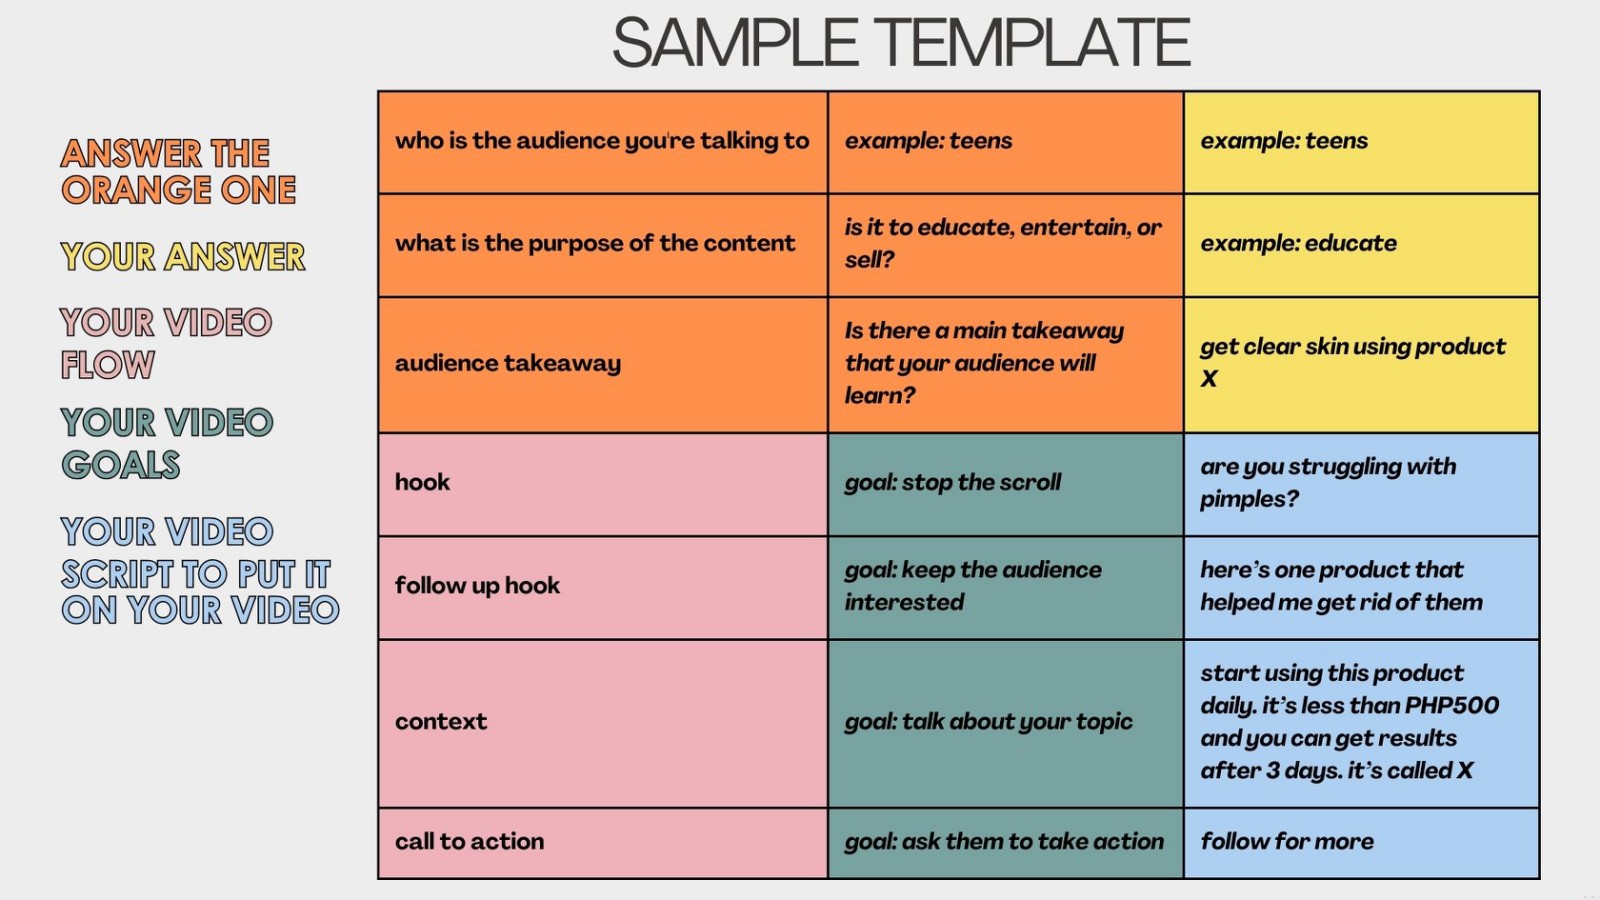 SAMPLE TEMPLATE
ANSWER THE
ORANGE ONE
YOUR ANSWER
YOUR VIDEO
FLOW
YOUR VIDEO
GOALS
YOUR VIDEO
SCRIPT TO PUT IT
ON YOUR VIDEO
who is the audience you're talking to
example: teens
example: teens
what is the purpose of the content
is it to educate, entertain, or
sell?
example: educate
audience takeaway
Is there a main takeaway
that your audience will
learn?
get clear skin using product
X
hook
goal: stop the scroll
are you struggling with
pimples?
follow up hook
goal: keep the audience
interested
here's one product that
helped me get rid of them
context
goal: talk about your topic
start using this product
daily. it's less than PHP500
and you can get results
after 3 days. it's called X
call to action
goal: ask them to take action
follow for more